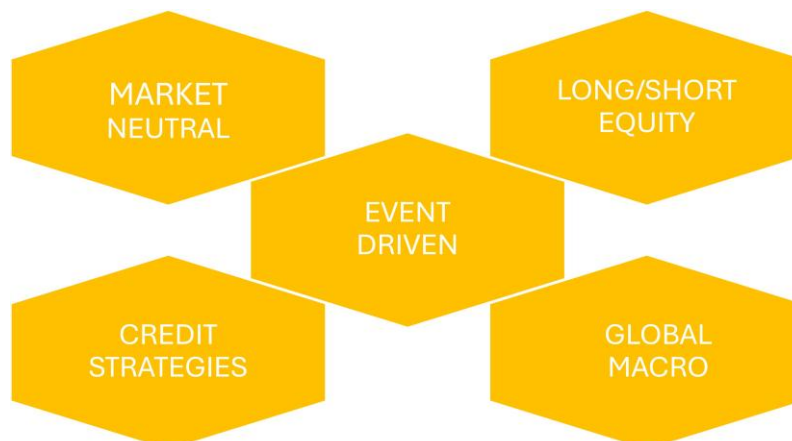 MARKET
NEUTRAL
LONG/SHORT
EQUITY
EVENT
DRIVEN
CREDIT
STRATEGIES
GLOBAL
MACRO